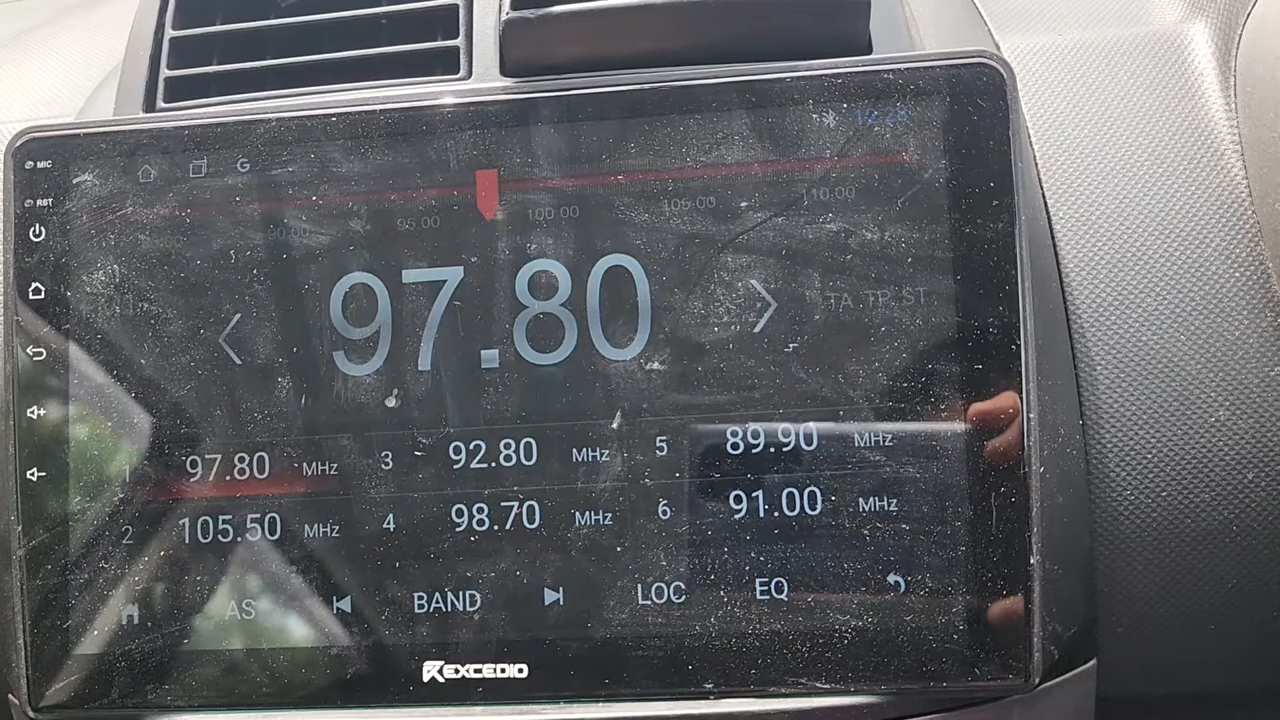 MIC
RST
G
95.00
100 00
105.00
110.00
97.80
TA TP ST
1 97.80 MHz
3 92.80 MHz
5 89.90 MHz
2 105.50 MHz
4 98.70 MHz
6 91.00 MHz
AS
BAND
LOC
EQ
REXCEDIO